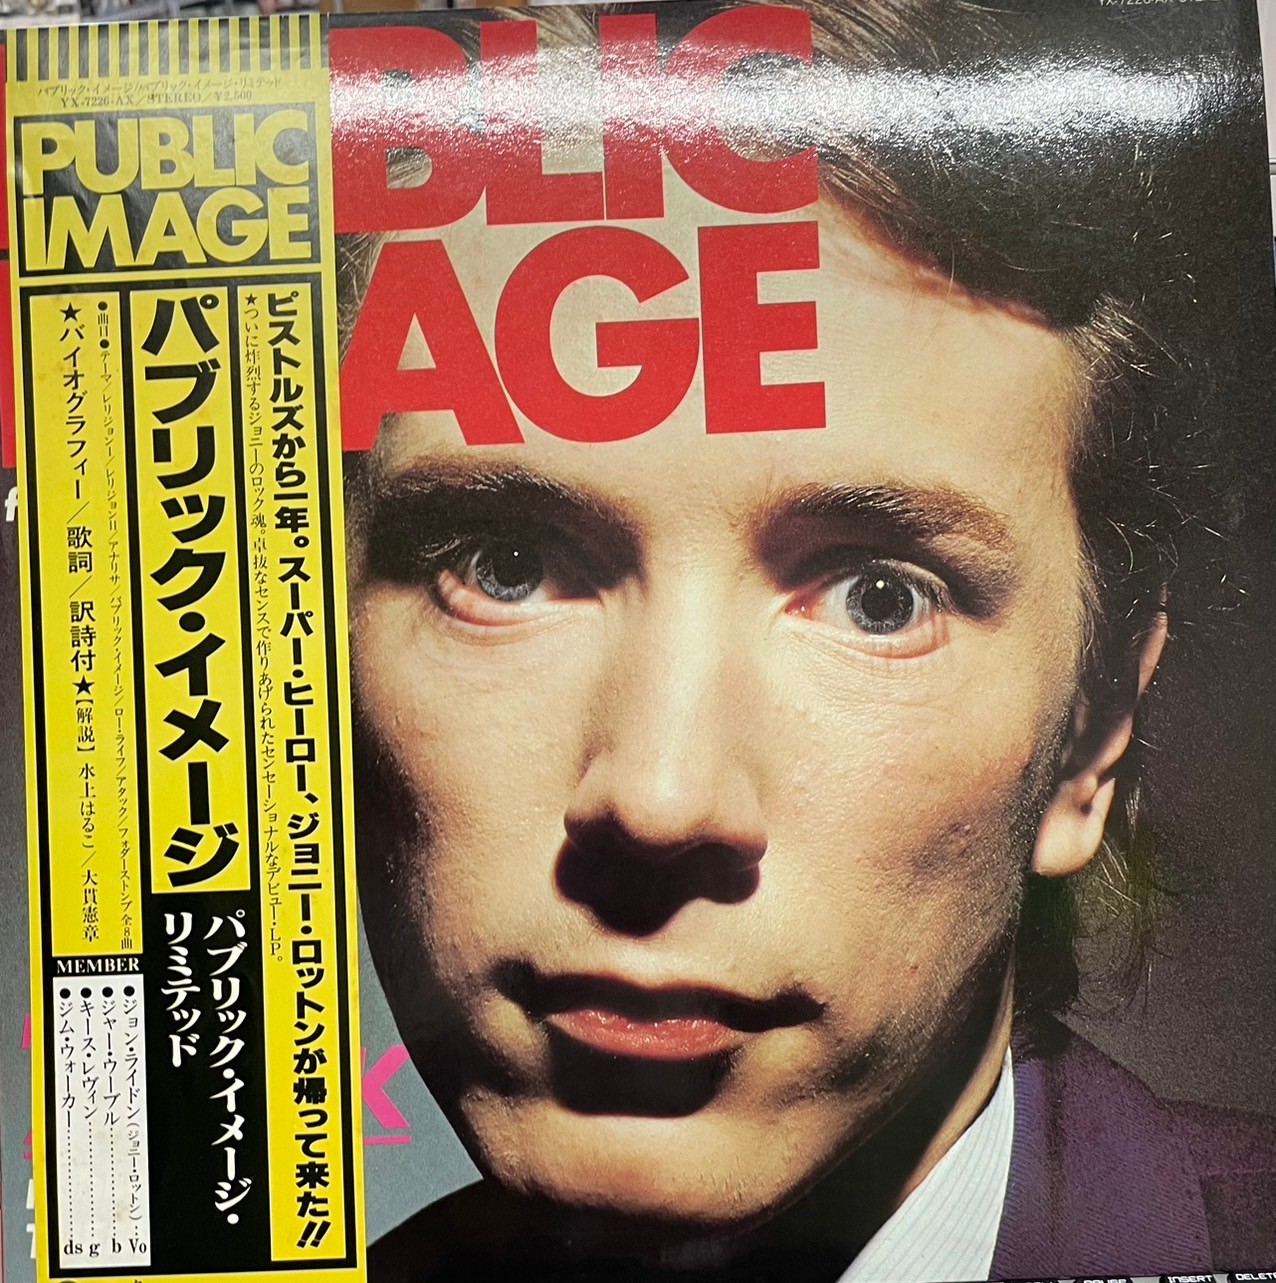 パブリック・イメージ/パブリック・イメージ・リミテッド
YX-7226-AX/STEREO/¥2,500
PUBLIC
IMAGE
ピストルズから一年。スーパー・ヒーロー、ジョニー・ロットンが帰って来た!!
★ついに炸烈するジョニーのロック魂。卓抜なセンスで作りあげられたセンセーショナルなデビュー・LP。
パブリック・イメージ
パブリック・イメージ・
リミテッド
●曲目●テーマ/レリジョンI/レリジョンII/アナリサ/パブリック・イメージ/ロー・ライフ/アタック/フォダーストンプ/全8曲
★バイオグラフィー/歌詞/訳詩付★【解説】水上はるこ/大貫憲章
MEMBER
●ジョン・ライドン(ジョニー・ロットン)…Vo
●ジャー・ウーブル………b
●キース・レヴィン………g
●ジム・ウォーカー………ds
BLIC
AGE
K
INSERT
DELETE